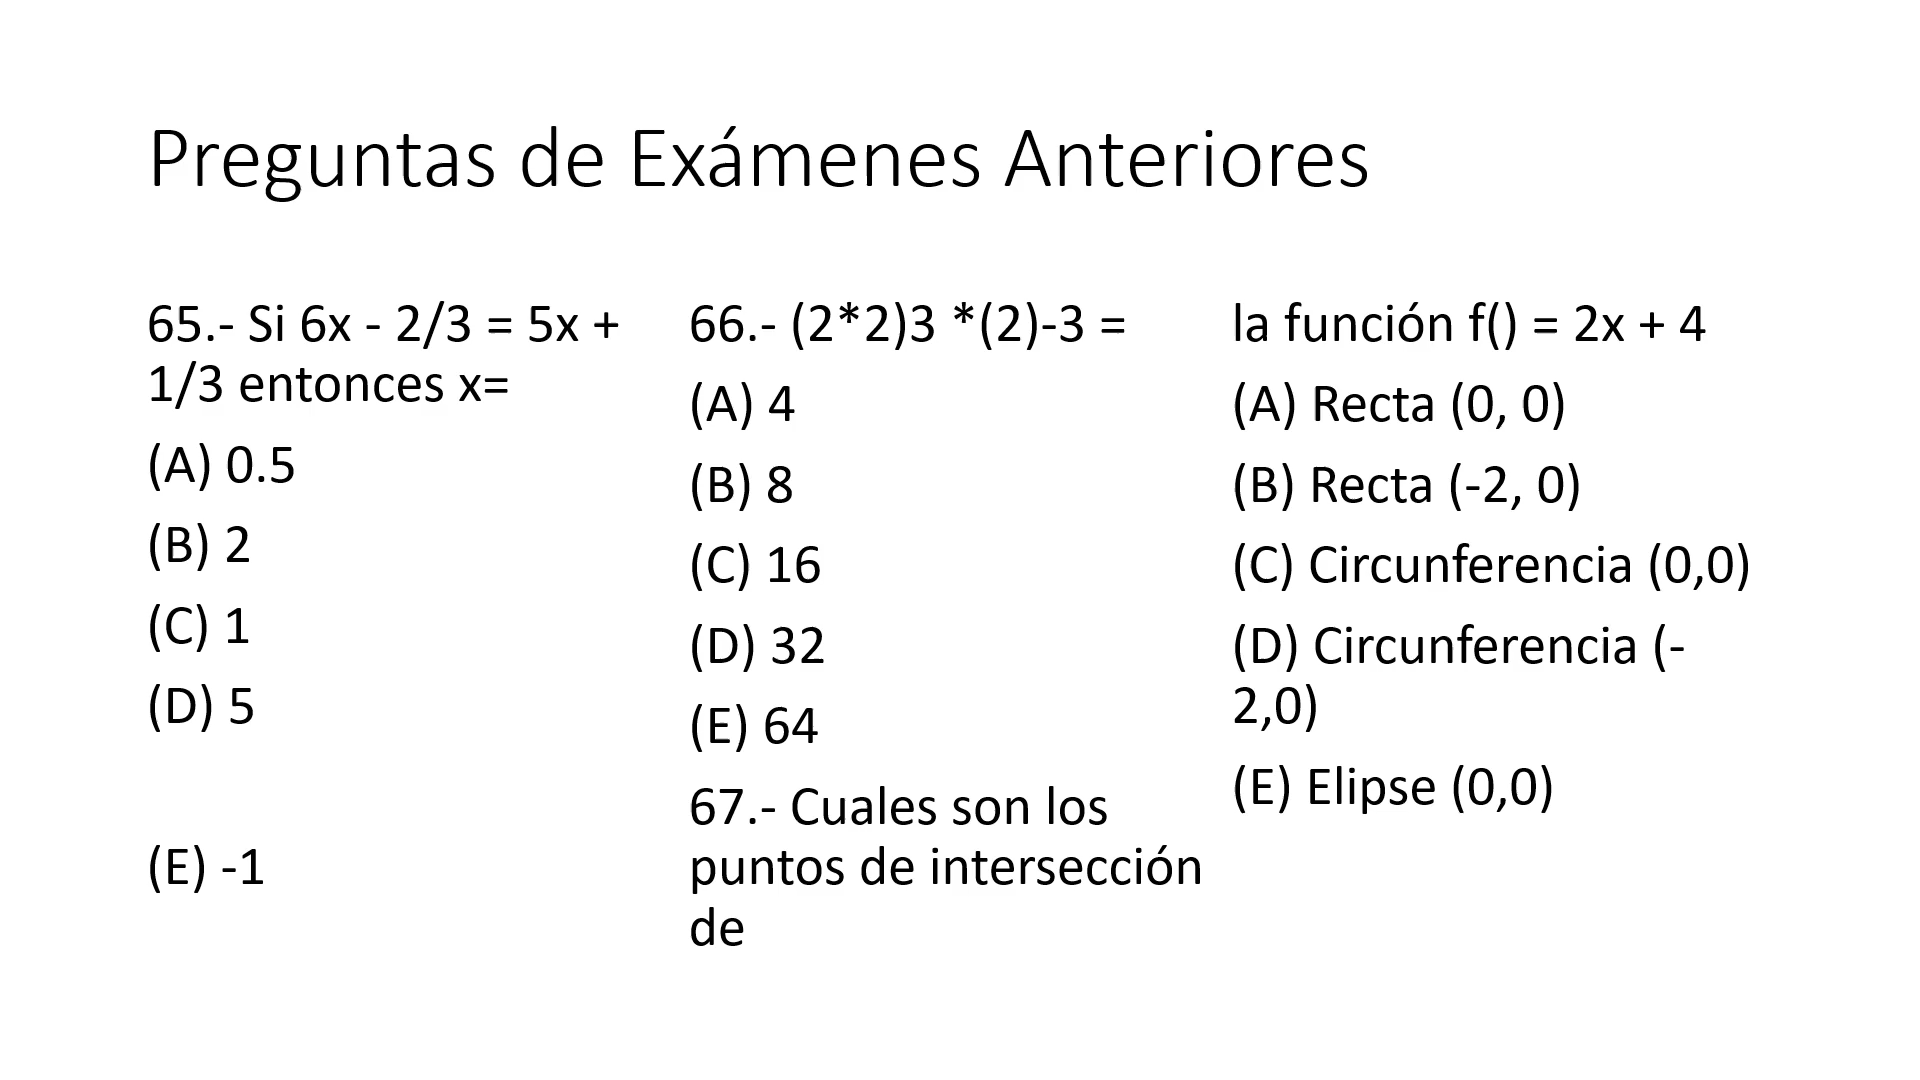 Preguntas de Exámenes Anteriores
65.- Si 6x - 2/3 = 5x +
1/3 entonces x=
(A) 0.5
(B) 2
(C) 1
(D) 5
(E) -1
66.- (2*2)3 *(2)-3 =
(A) 4
(B) 8
(C) 16
(D) 32
(E) 64
67.- Cuales son los
puntos de intersección
de
la función f() = 2x + 4
(A) Recta (0, 0)
(B) Recta (-2, 0)
(C) Circunferencia (0,0)
(D) Circunferencia (-
2,0)
(E) Elipse (0,0)